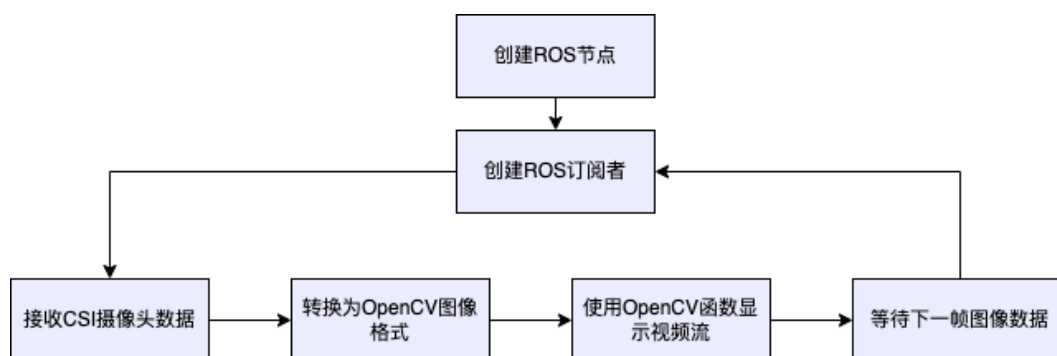 创建ROS节点
创建ROS订阅者
接收CSI摄像头数据
转换为OpenCV图像
格式
使用OpenCV函数显
示视频流
等待下一帧图像数据